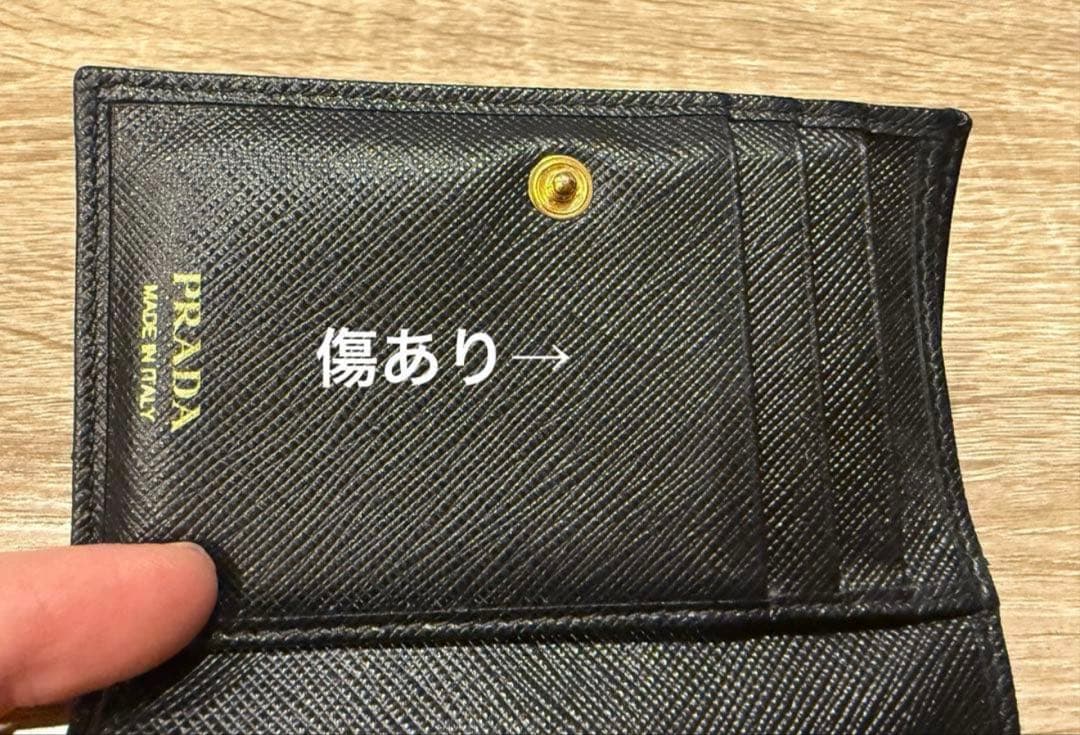 PRADA
MADE IN ITALY
傷あり→